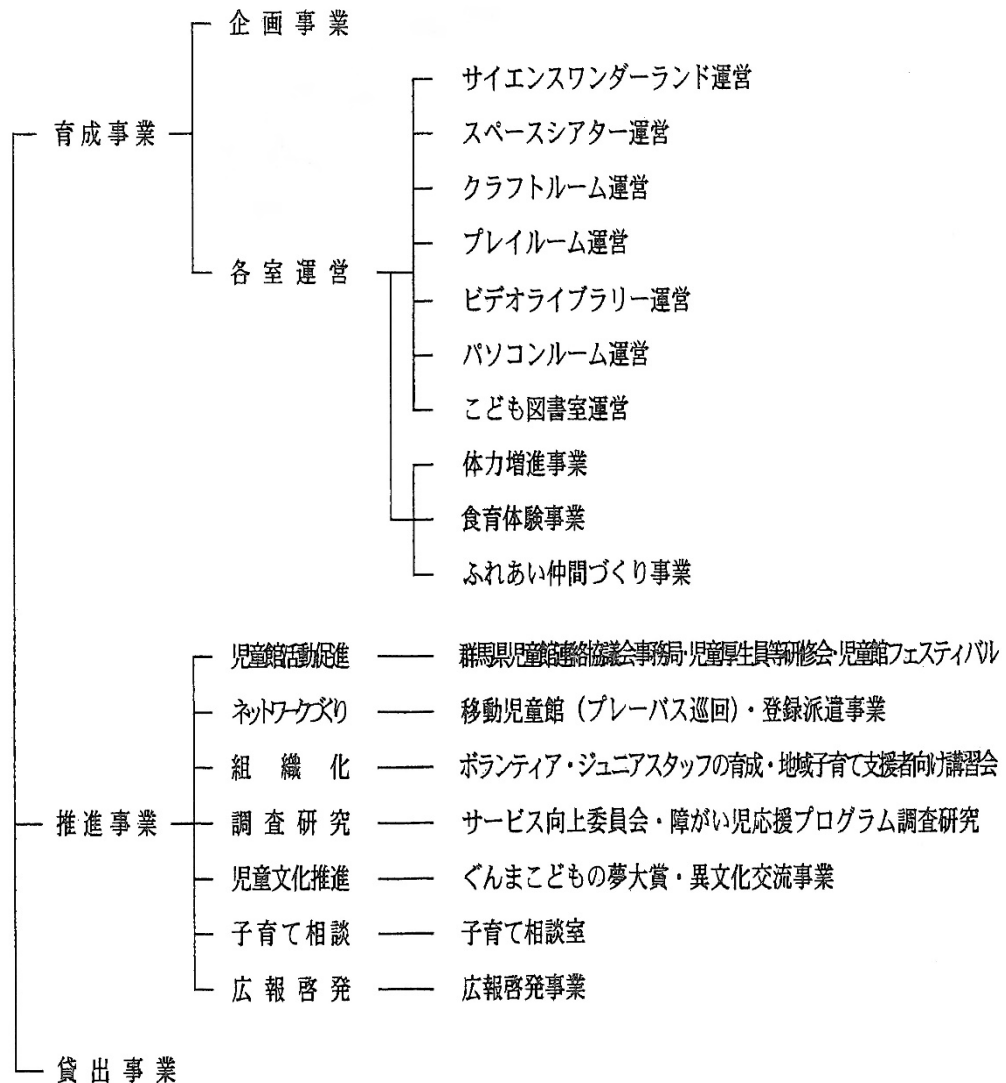 企画事業
サイエンスワンダーランド運営
スペースシアター運営
育成事業
クラフトルーム運営
プレイルーム運営
各室運営
ビデオライブラリー運営
パソコンルーム運営
こども図書室運営
体力増進事業
食育体験事業
ふれあい仲間づくり事業
児童館活動促進 群馬県児童館連絡協議会事務局・児童厚生員等研修会・児童館フェスティバル
ネットワークづくり 移動児童館（プレーバス巡回）・登録派遣事業
組織化 ボランティア・ジュニアスタッフの育成・地域子育て支援者向け講習会
推進事業 調査研究 サービス向上委員会・障がい児応援プログラム調査研究
児童文化推進 ぐんまこどもの夢大賞・異文化交流事業
子育て相談 子育て相談室
広報啓発 広報啓発事業
貸出事業